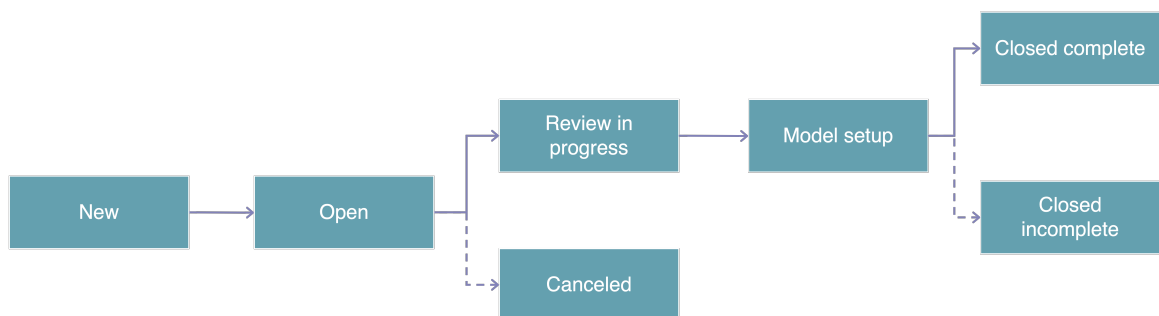 New
Open
Review in
progress
Canceled
Model setup
Closed complete
Closed
incomplete